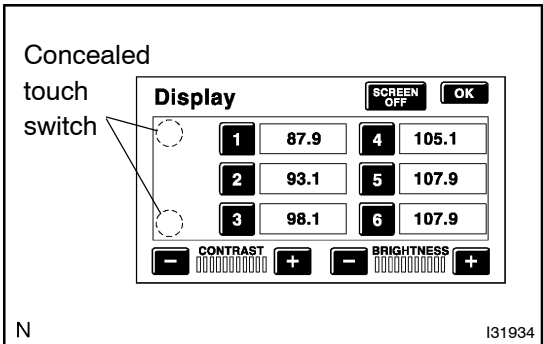 Concealed
touch
switch
Display
SCREEN
OFF
OK
1 87.9 4 105.1
2 93.1 5 107.9
3 98.1 6 107.9
CONTRAST BRIGHTNESS
− + − +
N I31934